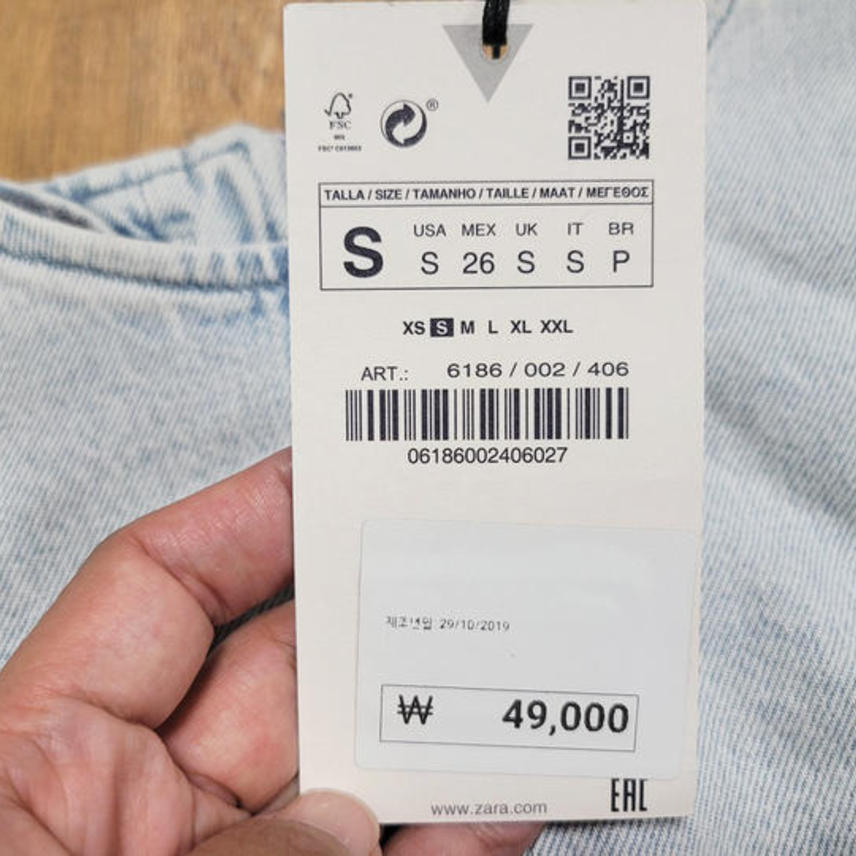 FSC
®
TALLA / SIZE / TAMANHO / TAILLE / MAAT / ΜΕΓΕΘΟΣ
S
USA MEX UK IT BR
S 26 S S P
XS S M L XL XXL
ART.: 6186 / 002 / 406
06186002406027
제조년월: 29/10/2019
₩ 49,000
www.zara.com
EAC